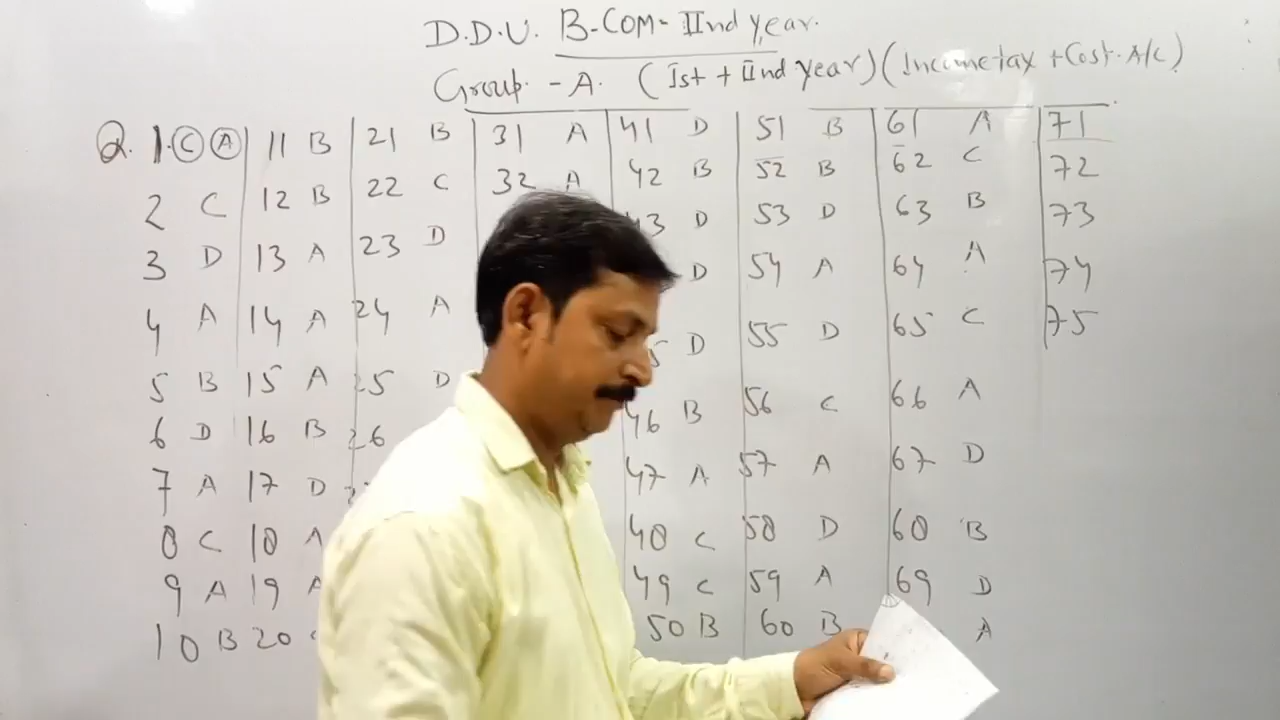 D.D.U. B-COM- IInd year.
Group - A. (Ist + IInd year) (Incometax + Cost. A/C)
Q. 1. C A 11 B 21 B 31 A 41 D 51 B 61 A 71
2 C 12 B 22 C 32 A 42 B 52 B 62 C 72
3 D 13 A 23 D 43 D 53 D 63 B 73
4 A 14 A 24 A D 54 A 64 A 74
5 B 15 A 25 D 5 D 55 D 65 C 75
6 D 16 B 26 46 B 56 C 66 A
7 A 17 D 47 A 57 A 67 D
8 C 18 A 48 C 58 D 68 B
9 A 19 A 49 C 59 A 69 D
10 B 20 50 B 60 B A